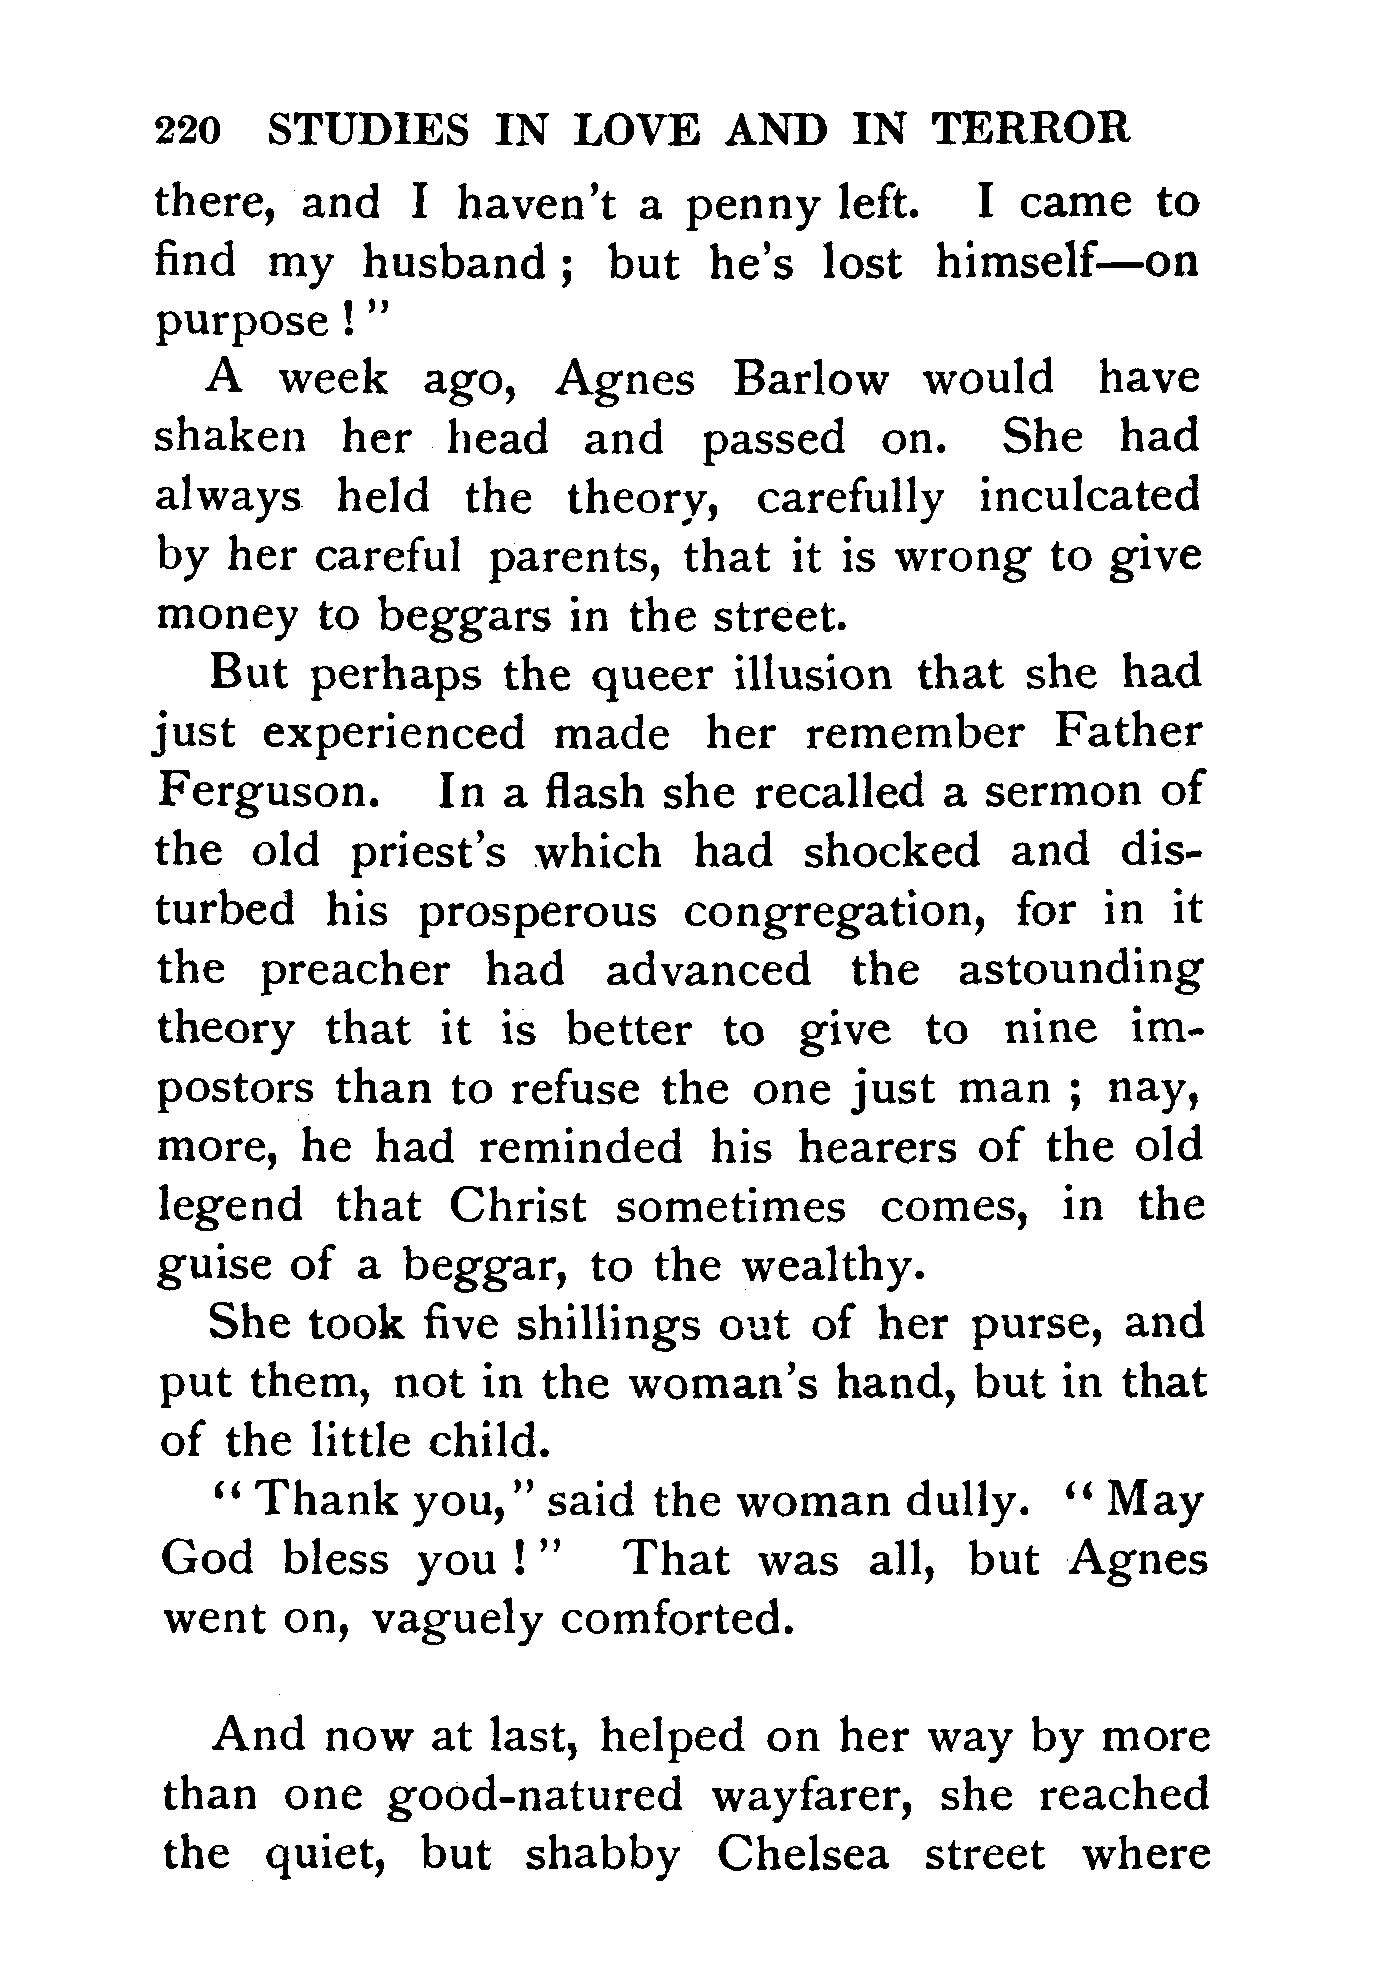 220 STUDIES IN LOVE AND IN TERROR
there, and I haven't a penny left. I came to
find my husband ; but he's lost himself—on
purpose ! "
A week ago, Agnes Barlow would have
shaken her head and passed on. She had
always held the theory, carefully inculcated
by her careful parents, that it is wrong to give
money to beggars in the street.
But perhaps the queer illusion that she had
just experienced made her remember Father
Ferguson. In a flash she recalled a sermon of
the old priest's which had shocked and dis-
turbed his prosperous congregation, for in it
the preacher had advanced the astounding
theory that it is better to give to nine im-
postors than to refuse the one just man ; nay,
more, he had reminded his hearers of the old
legend that Christ sometimes comes, in the
guise of a beggar, to the wealthy.
She took five shillings out of her purse, and
put them, not in the woman's hand, but in that
of the little child.
" Thank you," said the woman dully. " May
God bless you ! " That was all, but Agnes
went on, vaguely comforted.
And now at last, helped on her way by more
than one good-natured wayfarer, she reached
the quiet, but shabby Chelsea street where